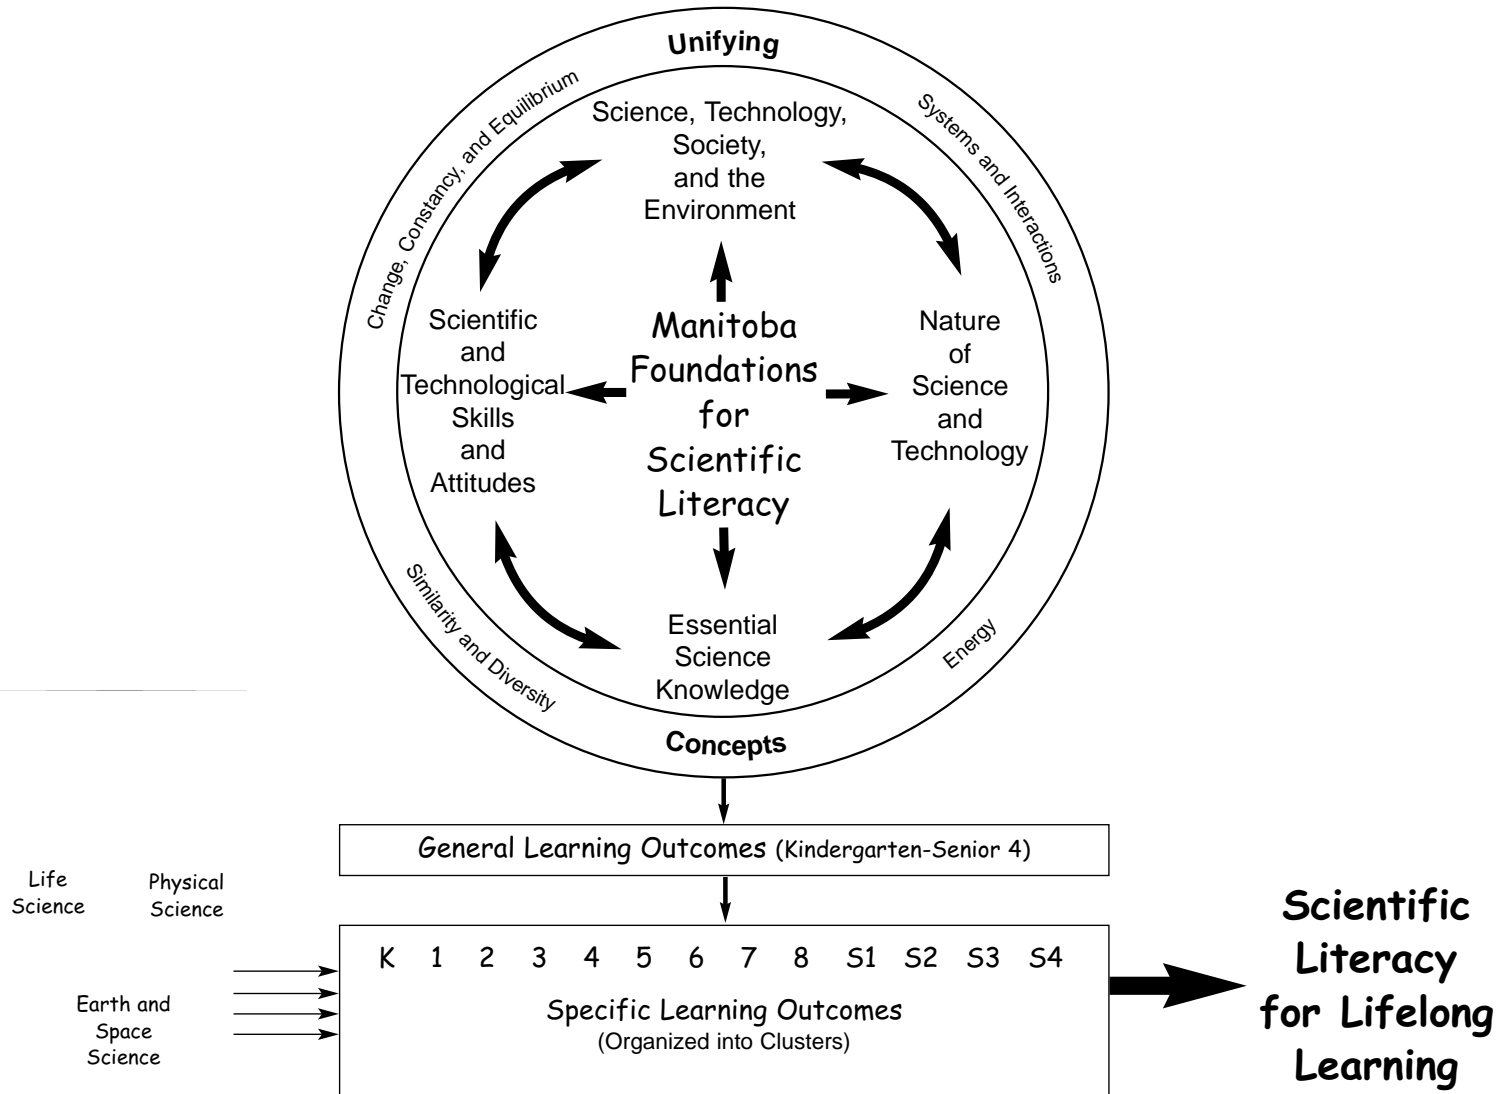 Unifying
Change, Constancy, and Equilibrium
Systems and Interactions
Science, Technology,
Society,
and the
Environment
Scientific
and
Technological
Skills
and
Attitudes
Manitoba
Foundations
for
Scientific
Literacy
Nature
of
Science
and
Technology
Essential
Science
Knowledge
Similarity and Diversity
Energy
Concepts
General Learning Outcomes (Kindergarten-Senior 4)
Life
Science
Physical
Science
Earth and
Space
Science
K 1 2 3 4 5 6 7 8 S1 S2 S3 S4
Specific Learning Outcomes
(Organized into Clusters)
Scientific
Literacy
for Lifelong
Learning